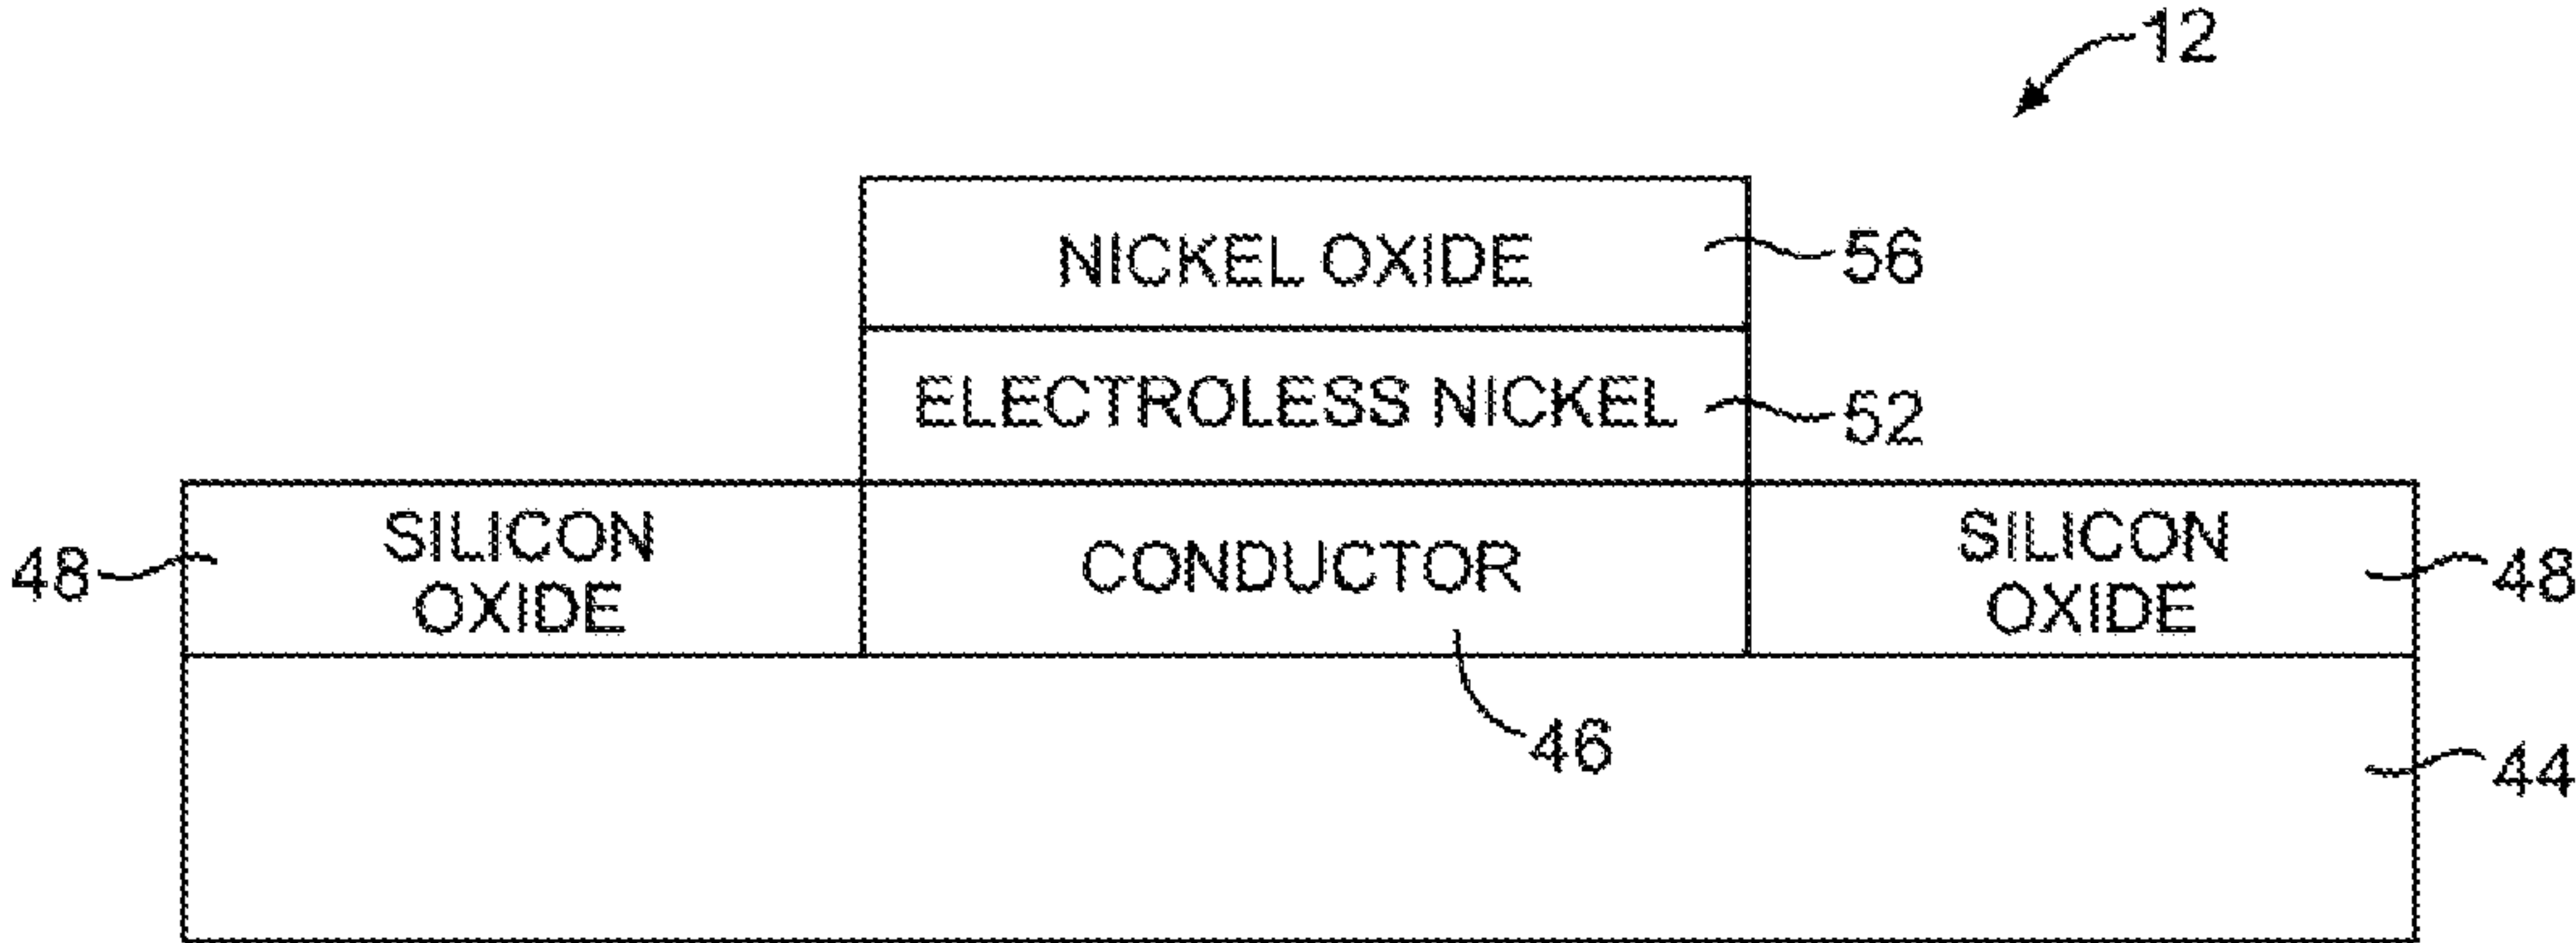 12
NICKEL OXIDE
56
ELECTROLESS NICKEL
52
48
SILICON
OXIDE
CONDUCTOR
SILICON
OXIDE
48
46
44